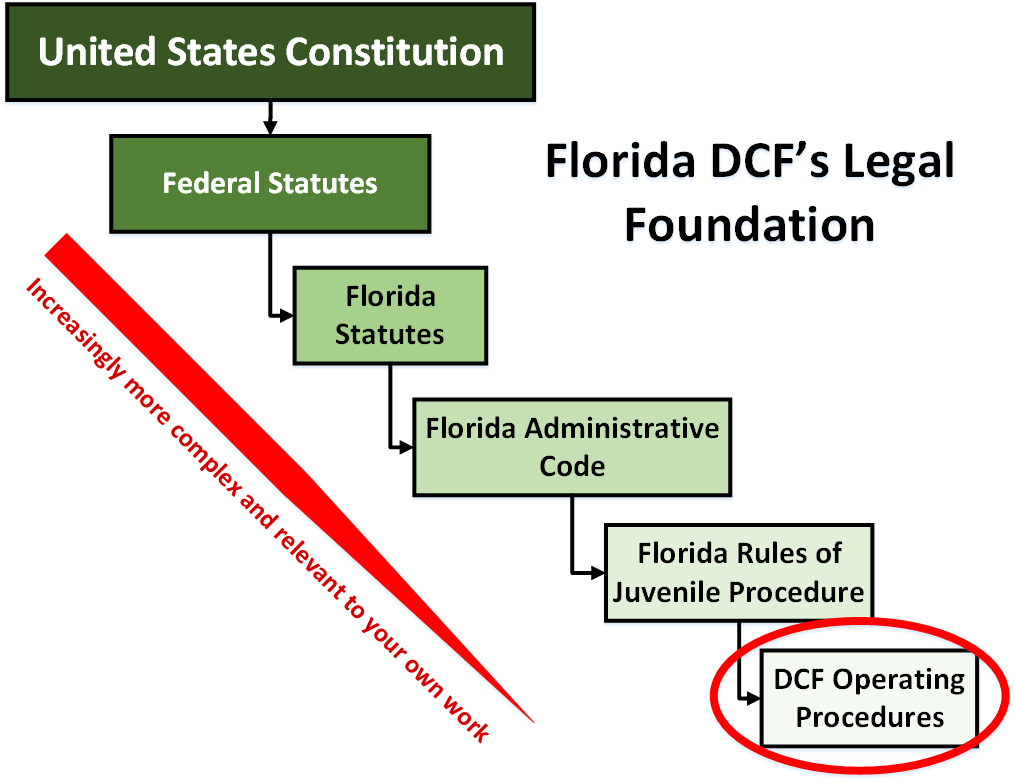 United States Constitution
Federal Statutes
Florida DCF’s Legal
Foundation
Florida
Statutes
Increasingly more complex and relevant to your own work
Florida Administrative
Code
Florida Rules of
Juvenile Procedure
DCF Operating
Procedures